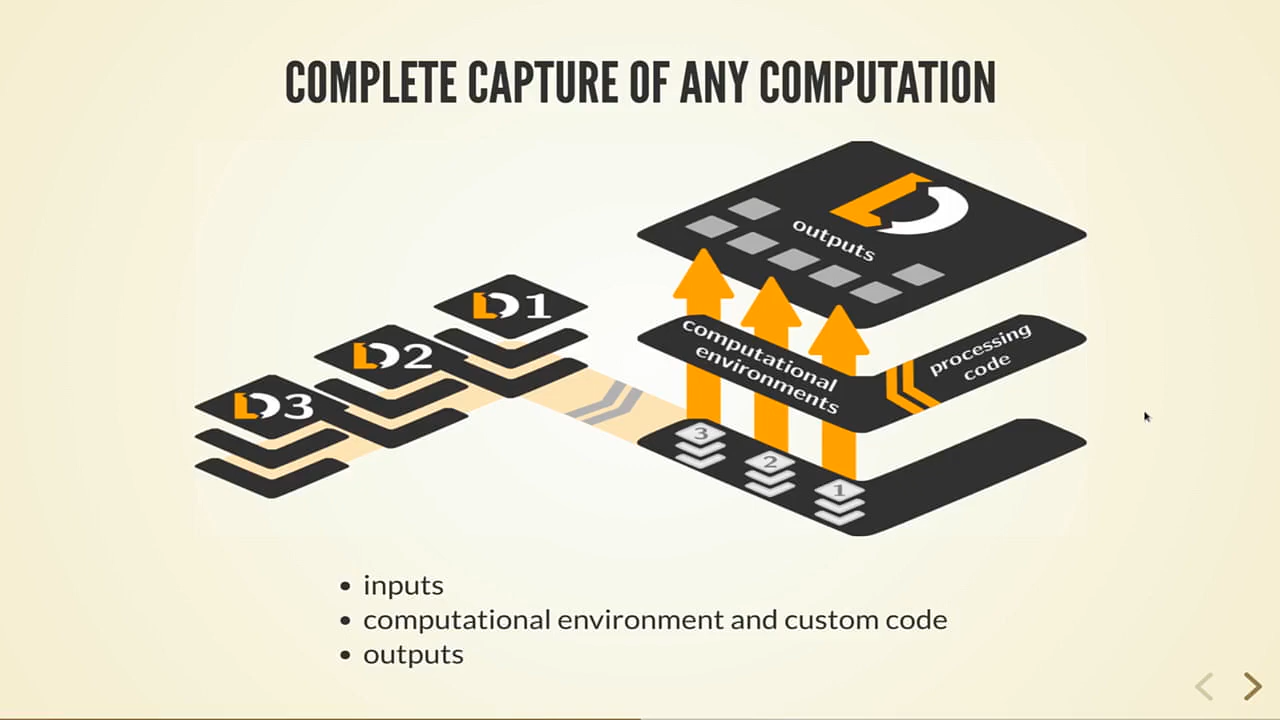 COMPLETE CAPTURE OF ANY COMPUTATION
outputs
1
2
3
computational
environments
processing
code
3
2
1
• inputs
• computational environment and custom code
• outputs